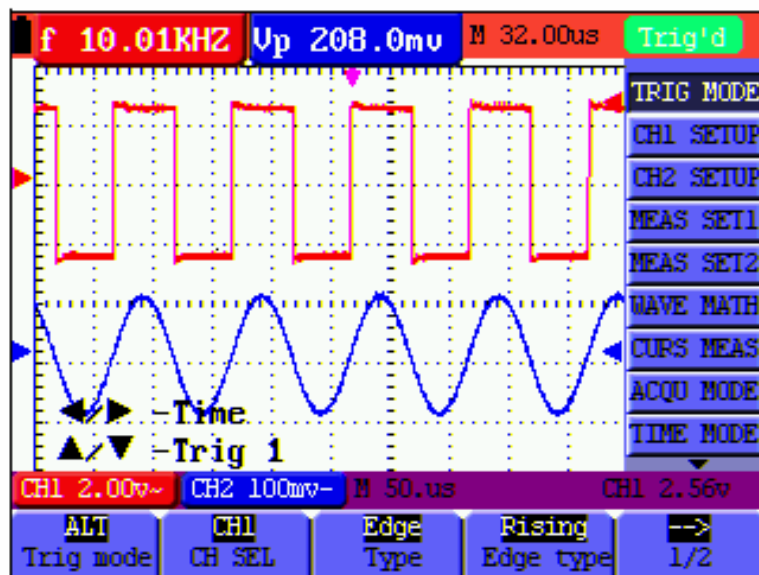 f 10.01KHZ Vp 208.0mv M 32.00us Trig'd
TRIG MODE
CH1 SETUP
CH2 SETUP
MEAS SET1
MEAS SET2
WAVE MATH
CURS MEAS
ACQU MODE
TIME MODE
◀/▶ -Time
▲/▼ -Trig 1
CH1 2.00v~ CH2 100mv- M 50.us CH1 2.56v
ALT CH1 Edge Rising -->
Trig mode CH SEL Type Edge type 1/2